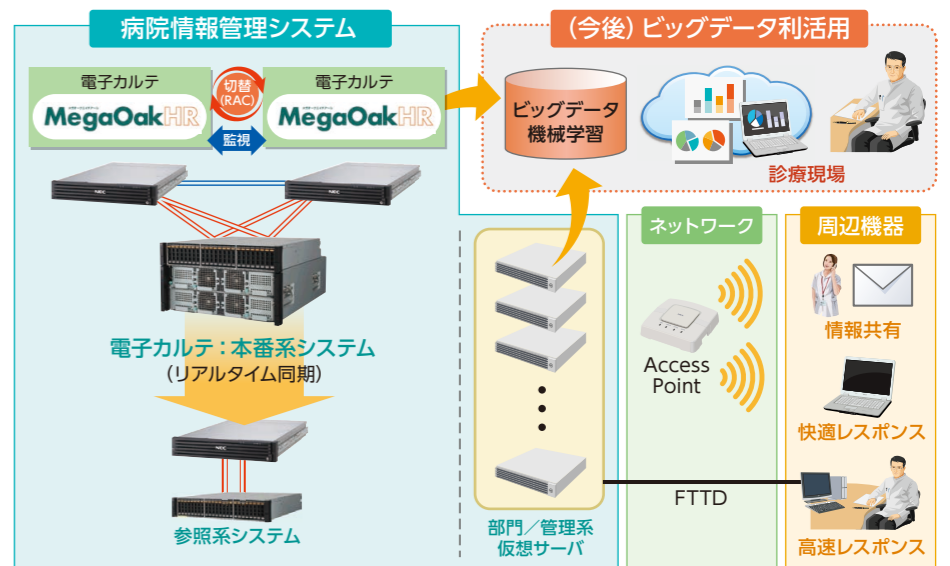 病院情報管理システム
電子カルテ
MegaOakHR
切替
(RAC)
監視
電子カルテ
MegaOakHR
NEC
NEC
電子カルテ：本番系システム
(リアルタイム同期)
NEC
参照系システム
部門／管理系
仮想サーバ
(今後) ビッグデータ利活用
ビッグデータ
機械学習
診療現場
ネットワーク
Access
Point
FTTD
周辺機器
情報共有
快適レスポンス
高速レスポンス